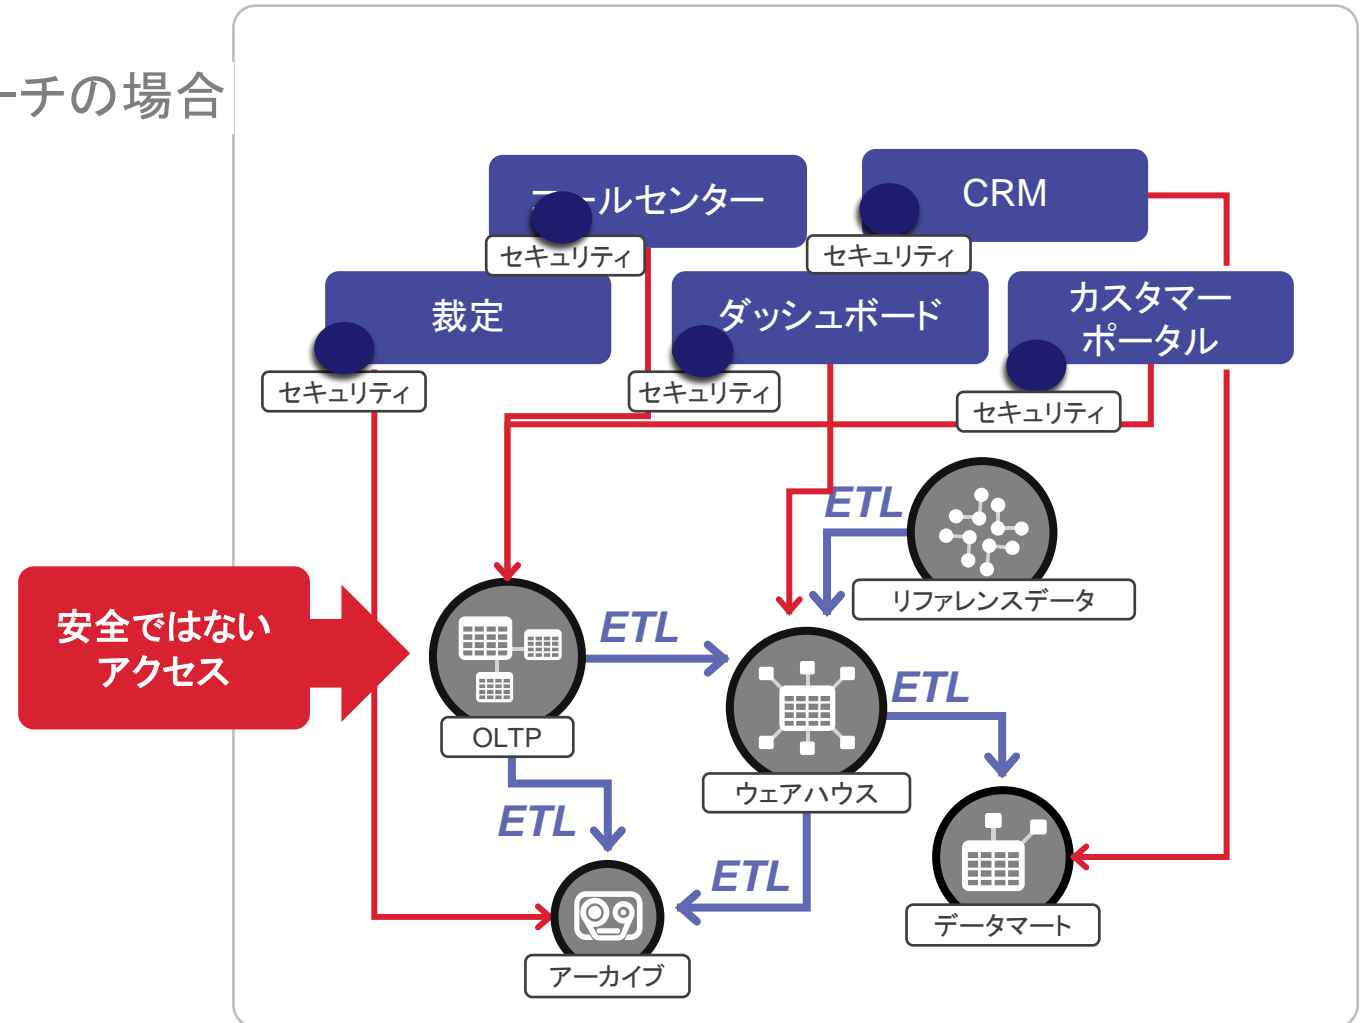 ーチの場合
ールセンター
CRM
セキュリティ
セキュリティ
裁定
ダッシュボード
カスタマー
ポータル
セキュリティ
セキュリティ
セキュリティ
ETL
リファレンスデータ
安全ではない
アクセス
ETL
ETL
OLTP
ウェアハウス
ETL
ETL
データマート
アーカイブ